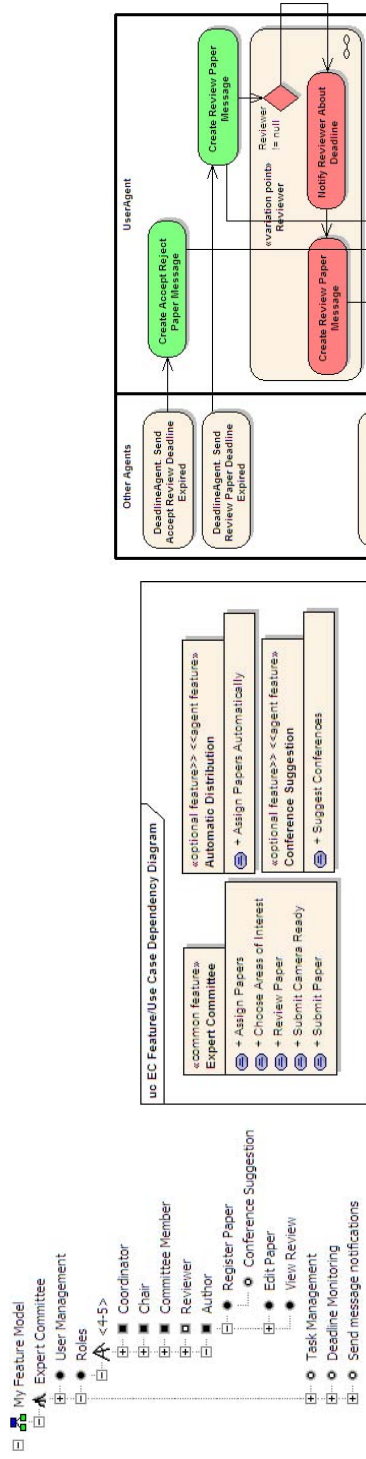 My Feature Model
Expert Committee
User Management
Roles
<4-5>
Coordinator
Chair
Committee Member
Reviewer
Author
Register Paper
Conference Suggestion
Edit Paper
View Review
Task Management
Deadline Monitoring
Send message notifications
uc EC Feature/Use Case Dependency Diagram
«common feature»
Expert Committee
+ Assign Papers
+ Choose Areas of Interest
+ Review Paper
+ Submit Camera Ready
+ Submit Paper
«optional feature>> <<agent feature»
Automatic Distribution
+ Assign Papers Automatically
«optional feature>> <<agent feature»
Conference Suggestion
+ Suggest Conferences
Other Agents
UserAgent
DeadlineAgent. Send
Accept Review Deadline
Expired
Create Accept Reject
Paper Message
DeadlineAgent. Send
Review Paper Deadline
Expired
Create Review Paper
Message
«variation point»
Reviewer
Reviewer
!= null
Create Review Paper
Message
Notify Reviewer About
Deadline